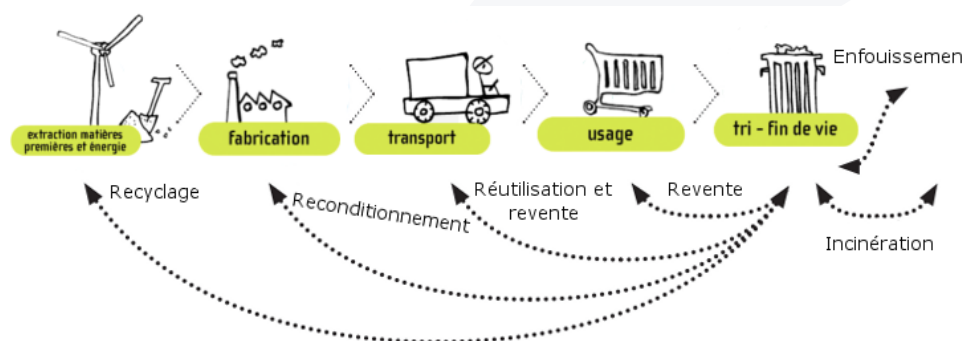 Enfouissemen
extraction matières
premières et énergie
fabrication
transport
usage
tri - fin de vie
Recyclage
Reconditionnement
Réutilisation et
revente
Revente
Incinération